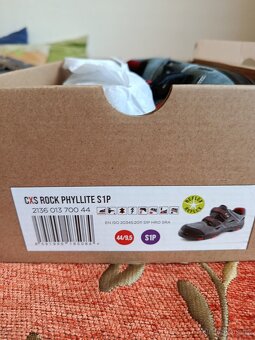 CXS ROCK PHYLLITE S1P
2136 013 700 44
EN ISO 20345:2011 S1P HRO SRA
44/9,5
S1P